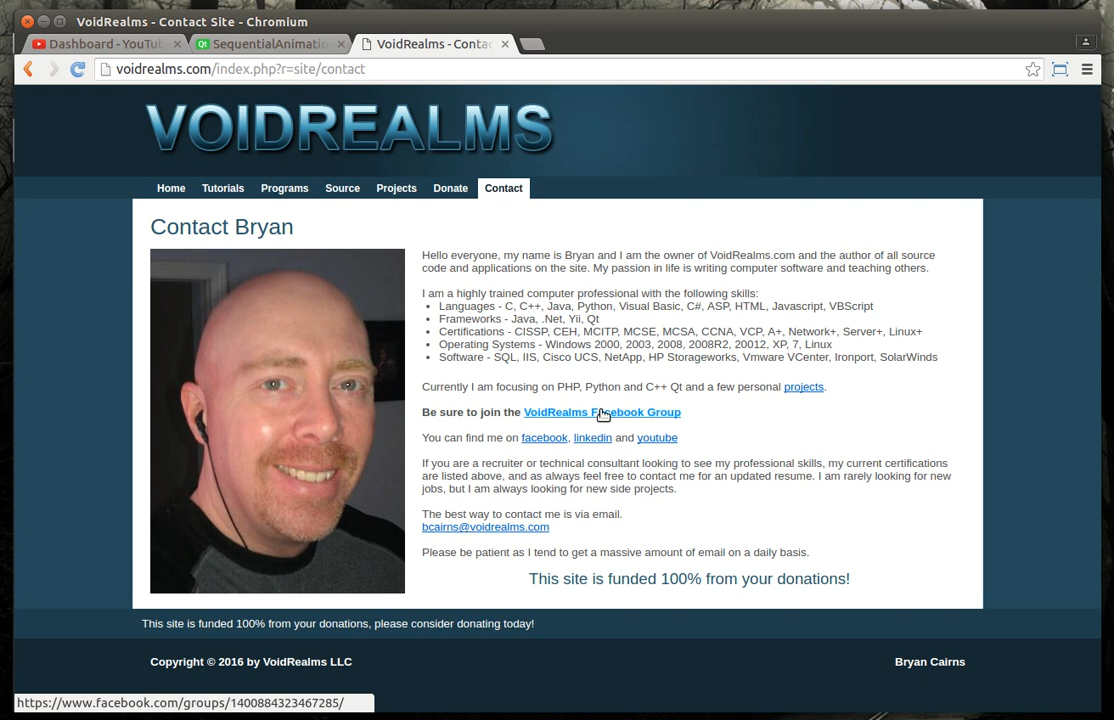 VoidRealms - Contact Site - Chromium
Dashboard - YouTub
SequentialAnimatio
VoidRealms - Contac
voidrealms.com/index.php?r=site/contact
VOIDREALMS
Home Tutorials Programs Source Projects Donate Contact
Contact Bryan
Hello everyone, my name is Bryan and I am the owner of VoidRealms.com and the author of all source
code and applications on the site. My passion in life is writing computer software and teaching others.
I am a highly trained computer professional with the following skills:
• Languages - C, C++, Java, Python, Visual Basic, C#, ASP, HTML, Javascript, VBScript
• Frameworks - Java, .Net, Yii, Qt
• Certifications - CISSP, CEH, MCITP, MCSE, MCSA, CCNA, VCP, A+, Network+, Server+, Linux+
• Operating Systems - Windows 2000, 2003, 2008, 2008R2, 20012, XP, 7, Linux
• Software - SQL, IIS, Cisco UCS, NetApp, HP Storageworks, Vmware VCenter, Ironport, SolarWinds
Currently I am focusing on PHP, Python and C++ Qt and a few personal projects.
Be sure to join the VoidRealms Facebook Group
You can find me on facebook, linkedin and youtube
If you are a recruiter or technical consultant looking to see my professional skills, my current certifications
are listed above, and as always feel free to contact me for an updated resume. I am rarely looking for new
jobs, but I am always looking for new side projects.
The best way to contact me is via email.
bcairns@voidrealms.com
Please be patient as I tend to get a massive amount of email on a daily basis.
This site is funded 100% from your donations!
This site is funded 100% from your donations, please consider donating today!
Copyright © 2016 by VoidRealms LLC
Bryan Cairns
https://www.facebook.com/groups/1400884323467285/